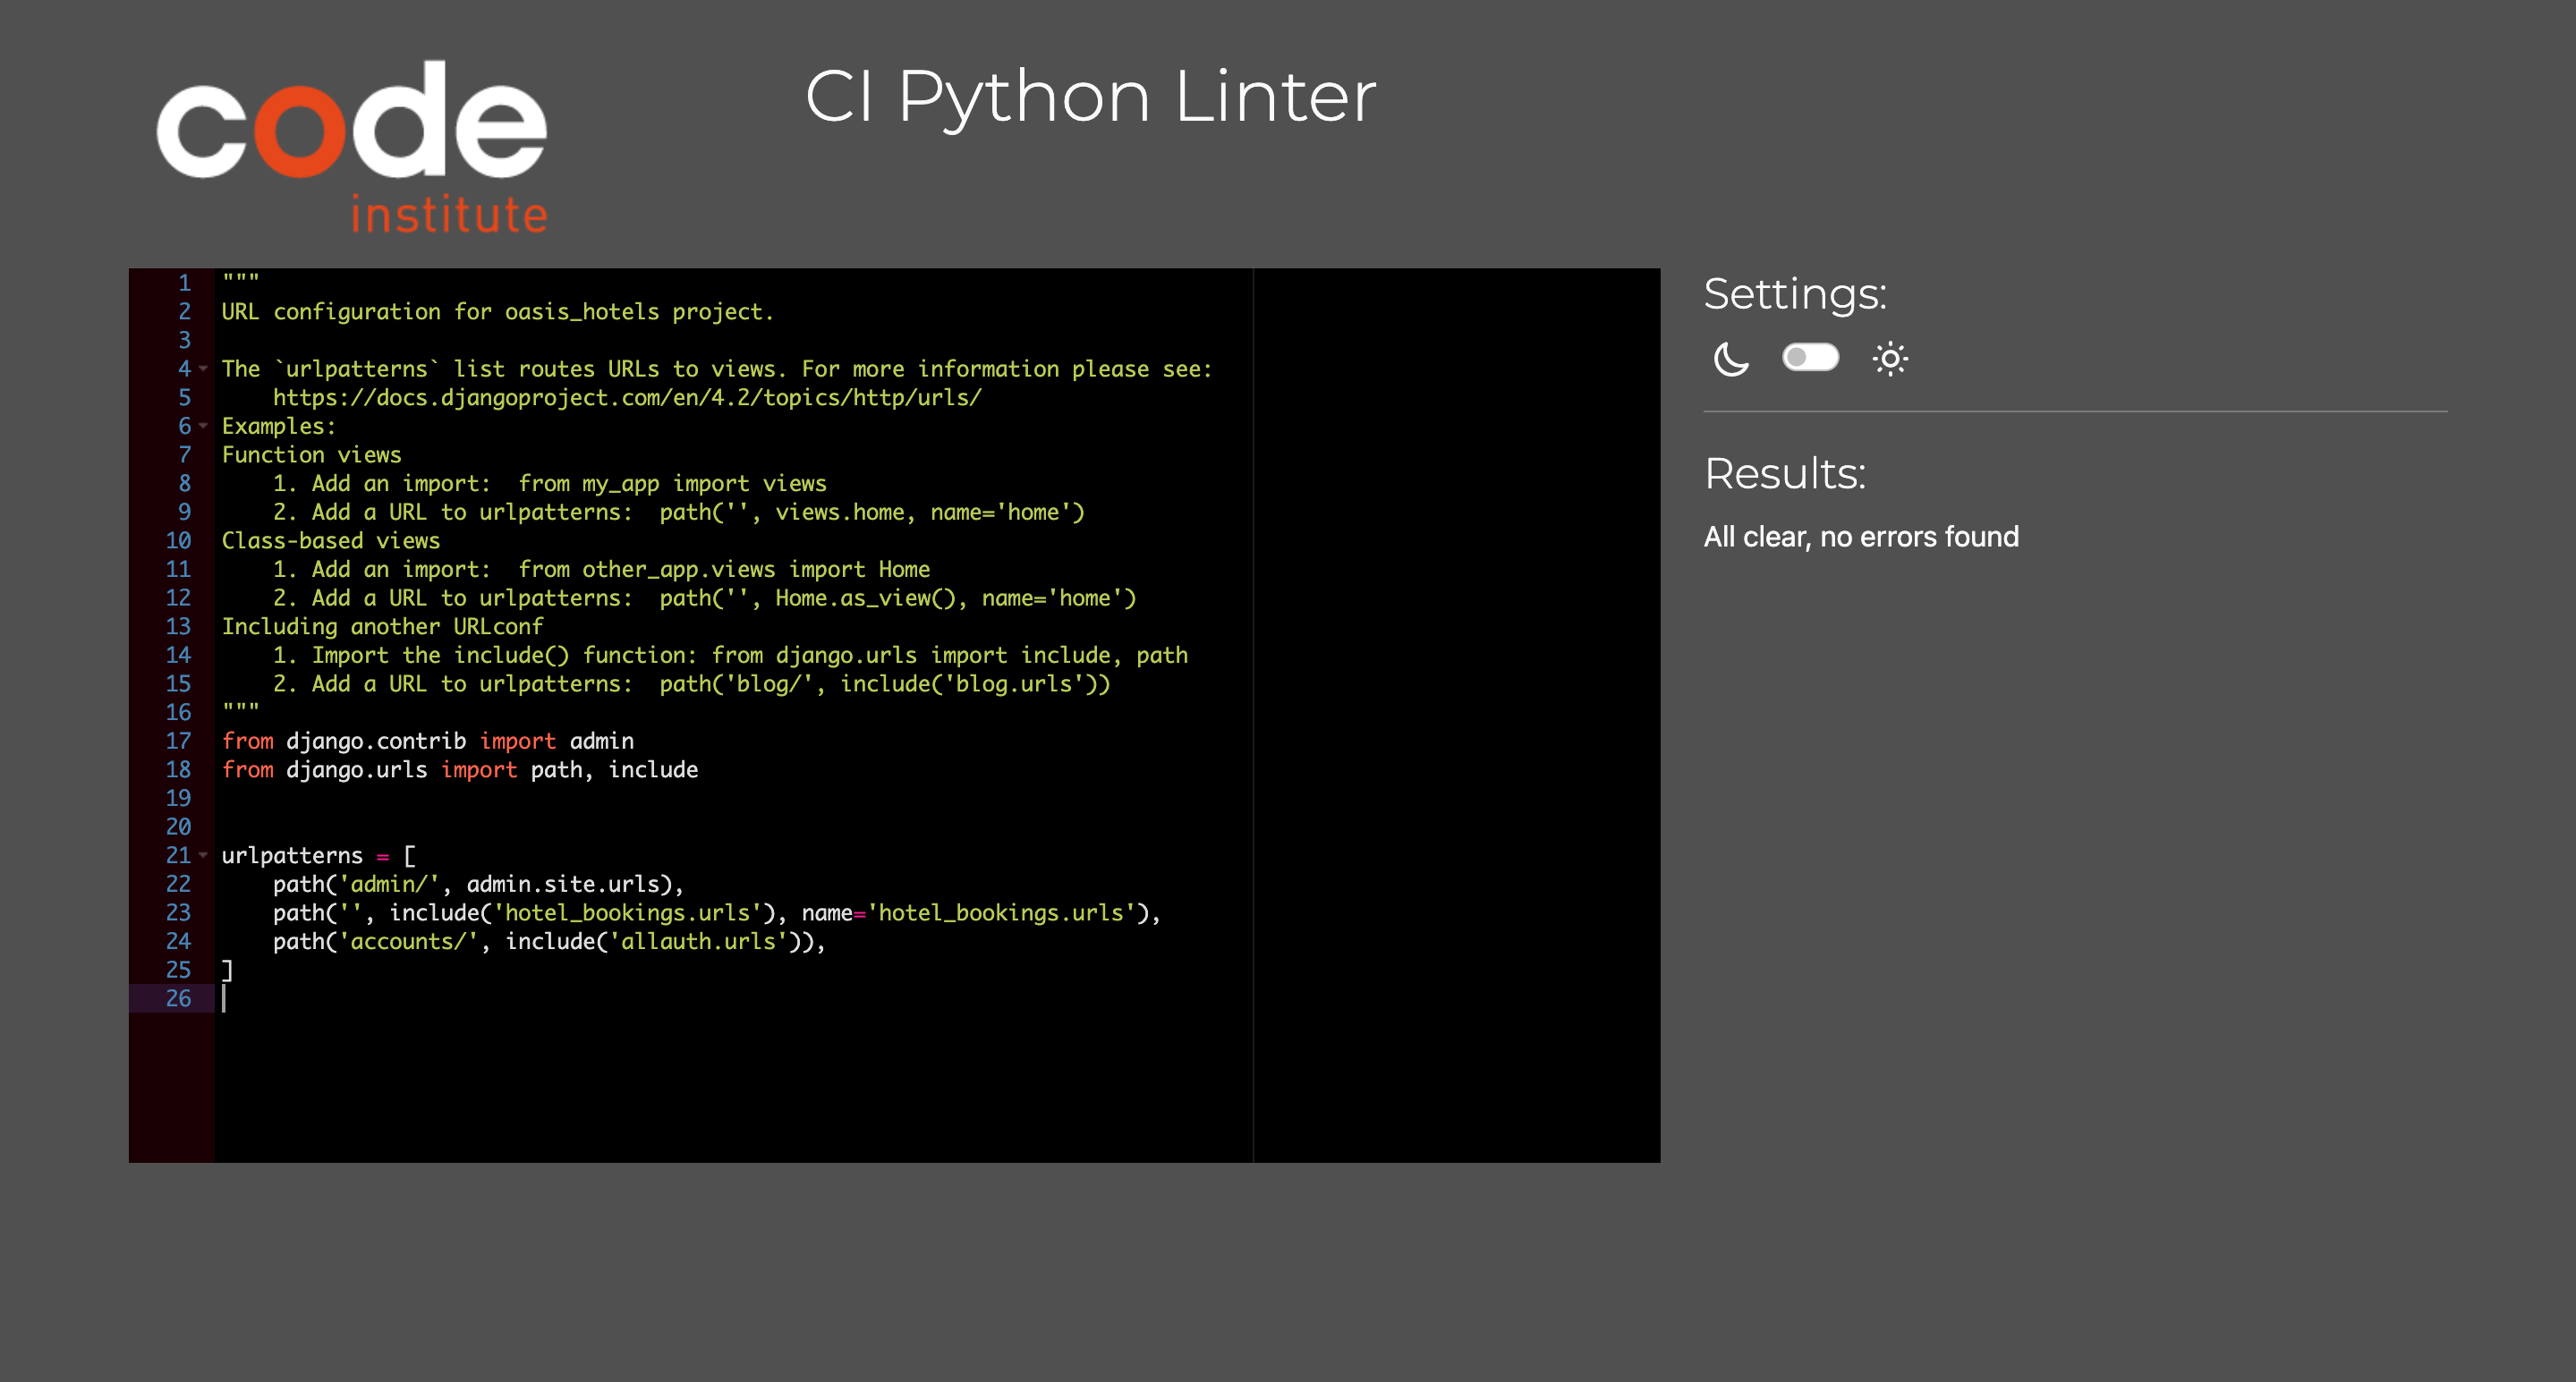 code
institute
CI Python Linter
1 """
2 URL configuration for oasis_hotels project.
3
4 The `urlpatterns` list routes URLs to views. For more information please see:
5     https://docs.djangoproject.com/en/4.2/topics/http/urls/
6 Examples:
7 Function views
8     1. Add an import:  from my_app import views
9     2. Add a URL to urlpatterns:  path('', views.home, name='home')
10 Class-based views
11     1. Add an import:  from other_app.views import Home
12     2. Add a URL to urlpatterns:  path('', Home.as_view(), name='home')
13 Including another URLconf
14     1. Import the include() function: from django.urls import include, path
15     2. Add a URL to urlpatterns:  path('blog/', include('blog.urls'))
16 """
17 from django.contrib import admin
18 from django.urls import path, include
19
20
21 urlpatterns = [
22     path('admin/', admin.site.urls),
23     path('', include('hotel_bookings.urls'), name='hotel_bookings.urls'),
24     path('accounts/', include('allauth.urls')),
25 ]
26
Settings:
Results:
All clear, no errors found